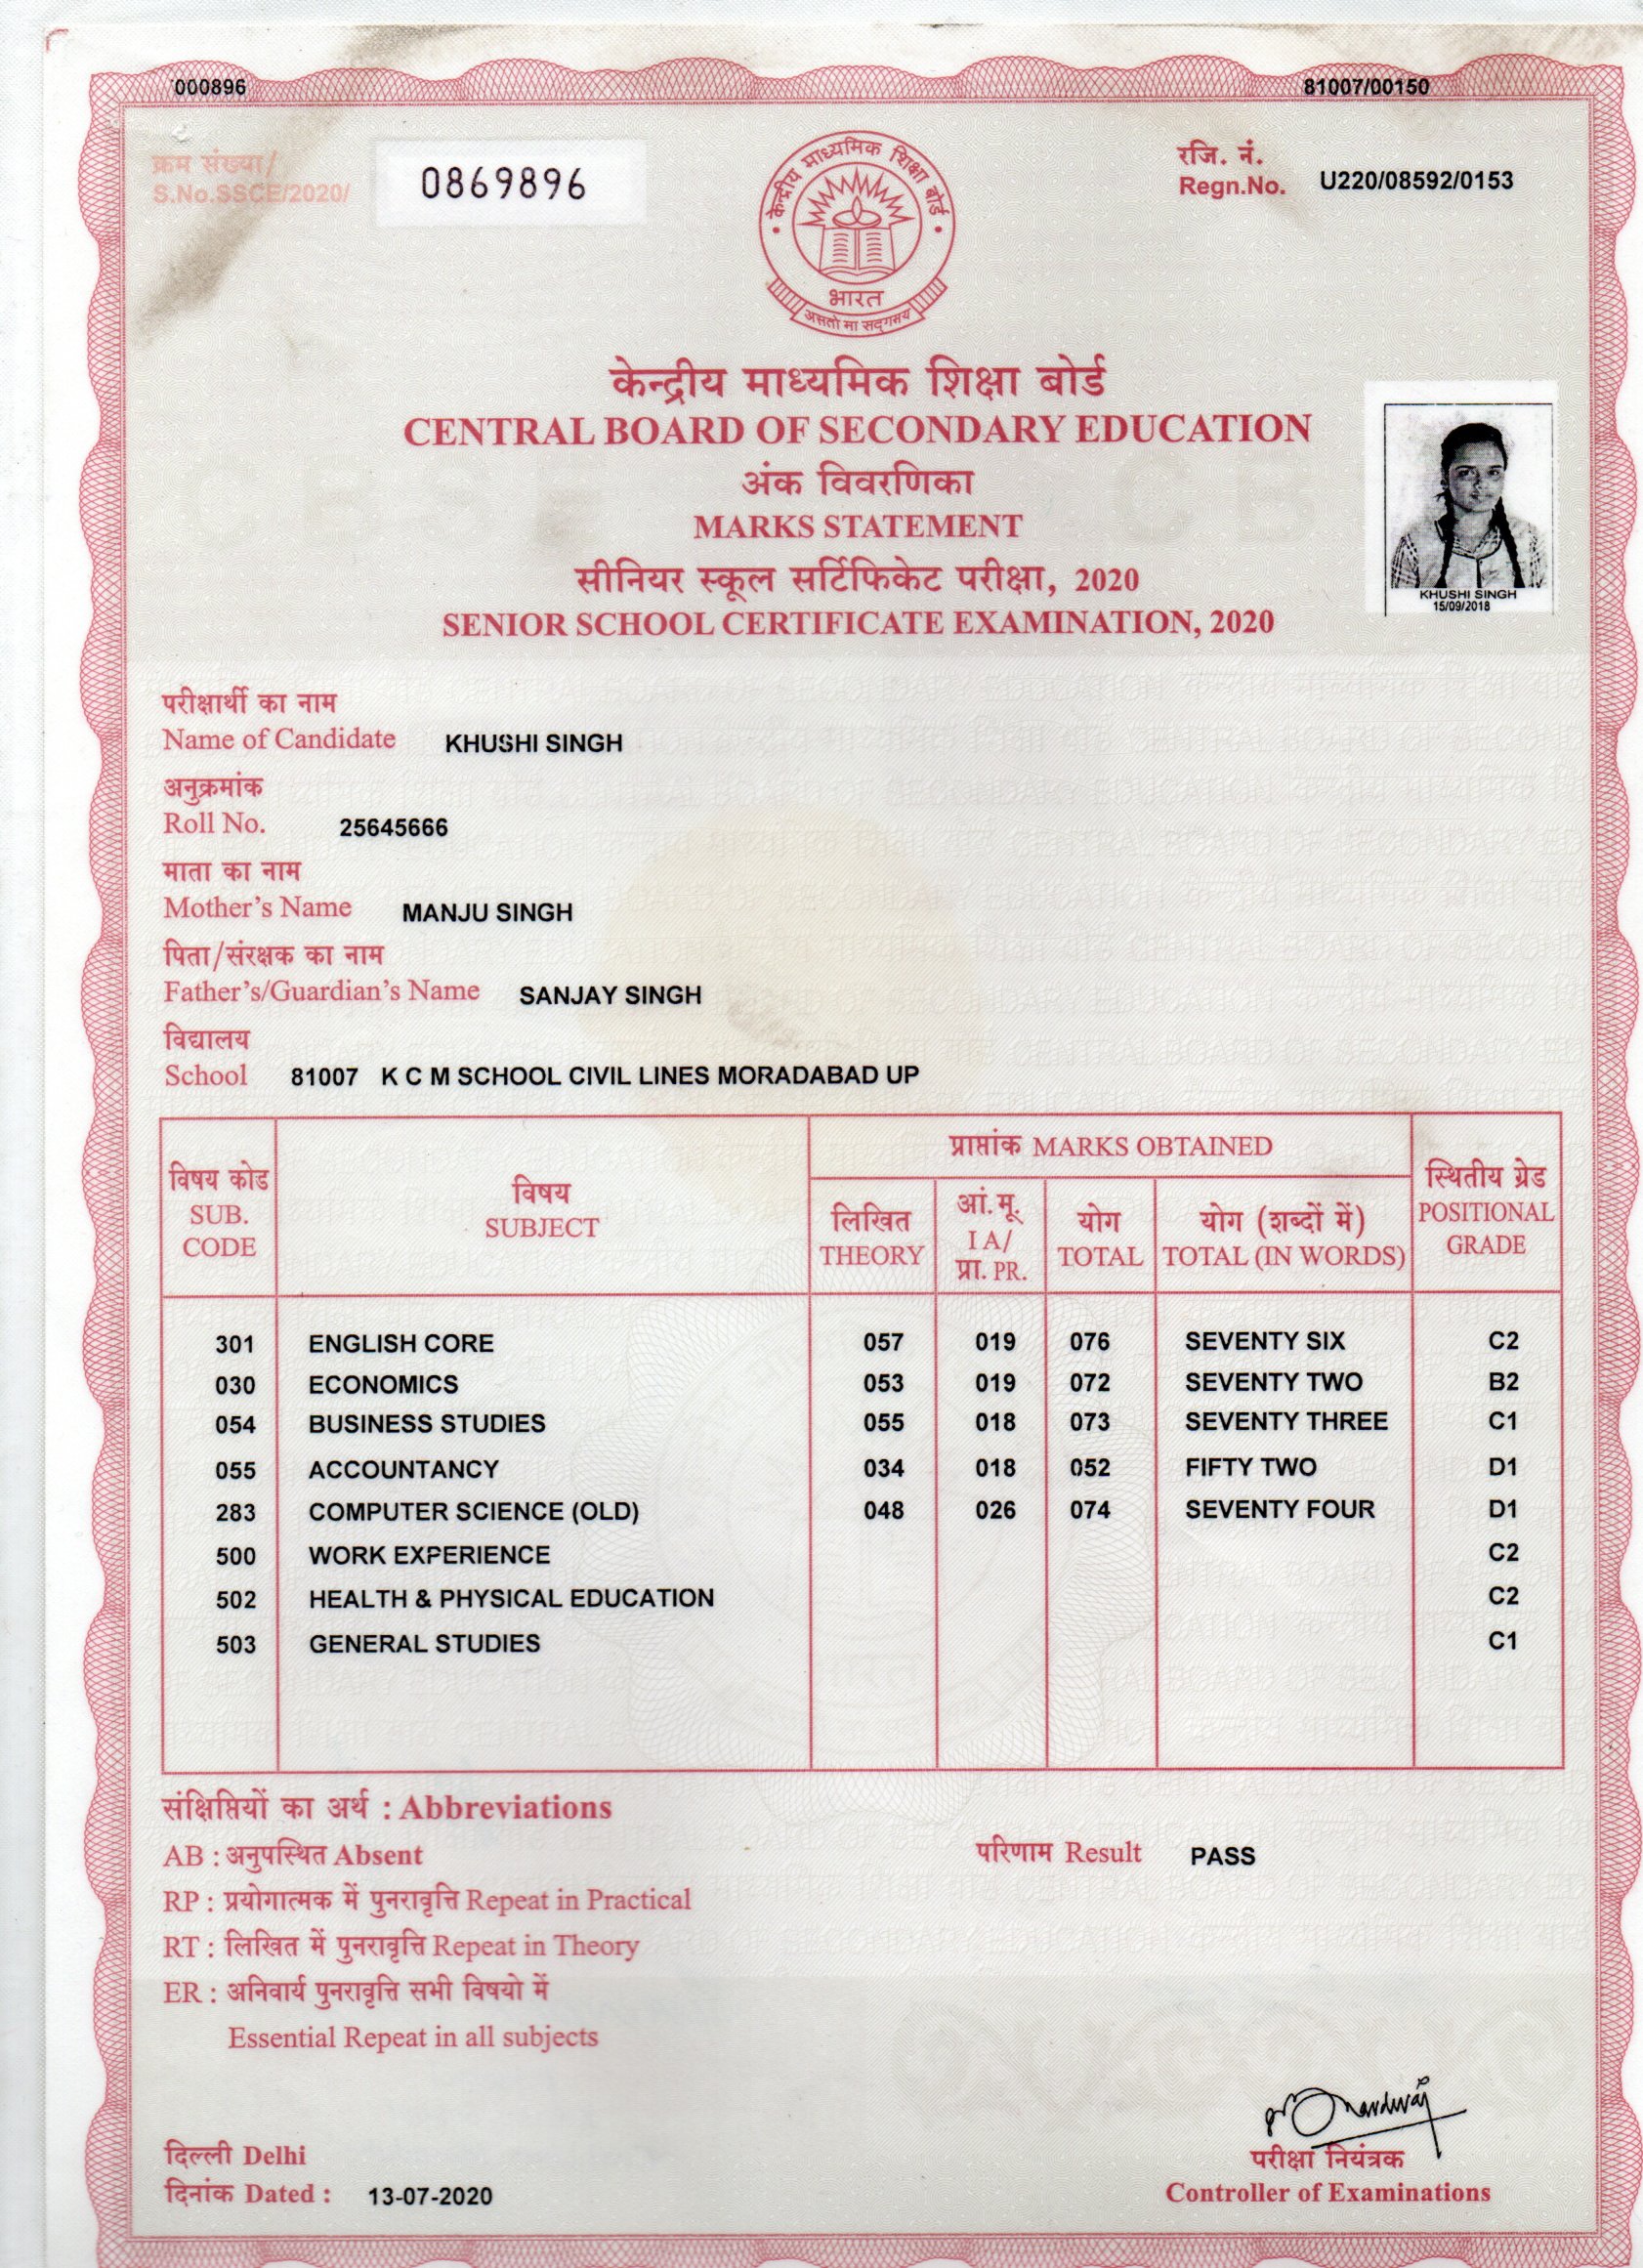 000896
81007/00150
क्रम संख्या/
S.No.SSCE/2020/
0869896
रजि. नं.
Regn.No. U220/08592/0153
केन्द्रीय माध्यमिक शिक्षा बोर्ड
भारत
असतो मा सद्गमय
केन्द्रीय माध्यमिक शिक्षा बोर्ड
CENTRAL BOARD OF SECONDARY EDUCATION
अंक विवरणिका
MARKS STATEMENT
सीनियर स्कूल सर्टिफिकेट परीक्षा, 2020
SENIOR SCHOOL CERTIFICATE EXAMINATION, 2020
KHUSHI SINGH
15/09/2018
परीक्षार्थी का नाम
Name of Candidate KHUSHI SINGH
अनुक्रमांक
Roll No. 25645666
माता का नाम
Mother's Name MANJU SINGH
पिता/संरक्षक का नाम
Father's/Guardian's Name SANJAY SINGH
विद्यालय
School 81007 K C M SCHOOL CIVIL LINES MORADABAD UP
विषय कोड
SUB.
CODE
विषय
SUBJECT
प्राप्तांक MARKS OBTAINED
लिखित
THEORY
आं.मू.
I A/
प्रा. PR.
योग
TOTAL
योग (शब्दों में)
TOTAL (IN WORDS)
स्थितीय ग्रेड
POSITIONAL
GRADE
301 ENGLISH CORE 057 019 076 SEVENTY SIX C2
030 ECONOMICS 053 019 072 SEVENTY TWO B2
054 BUSINESS STUDIES 055 018 073 SEVENTY THREE C1
055 ACCOUNTANCY 034 018 052 FIFTY TWO D1
283 COMPUTER SCIENCE (OLD) 048 026 074 SEVENTY FOUR D1
500 WORK EXPERIENCE C2
502 HEALTH & PHYSICAL EDUCATION C2
503 GENERAL STUDIES C1
संक्षिप्तियों का अर्थ : Abbreviations
AB : अनुपस्थित Absent
परिणाम Result PASS
RP : प्रयोगात्मक में पुनरावृत्ति Repeat in Practical
RT : लिखित में पुनरावृत्ति Repeat in Theory
ER : अनिवार्य पुनरावृत्ति सभी विषयो में
Essential Repeat in all subjects
दिल्ली Delhi
दिनांक Dated : 13-07-2020
परीक्षा नियंत्रक
Controller of Examinations